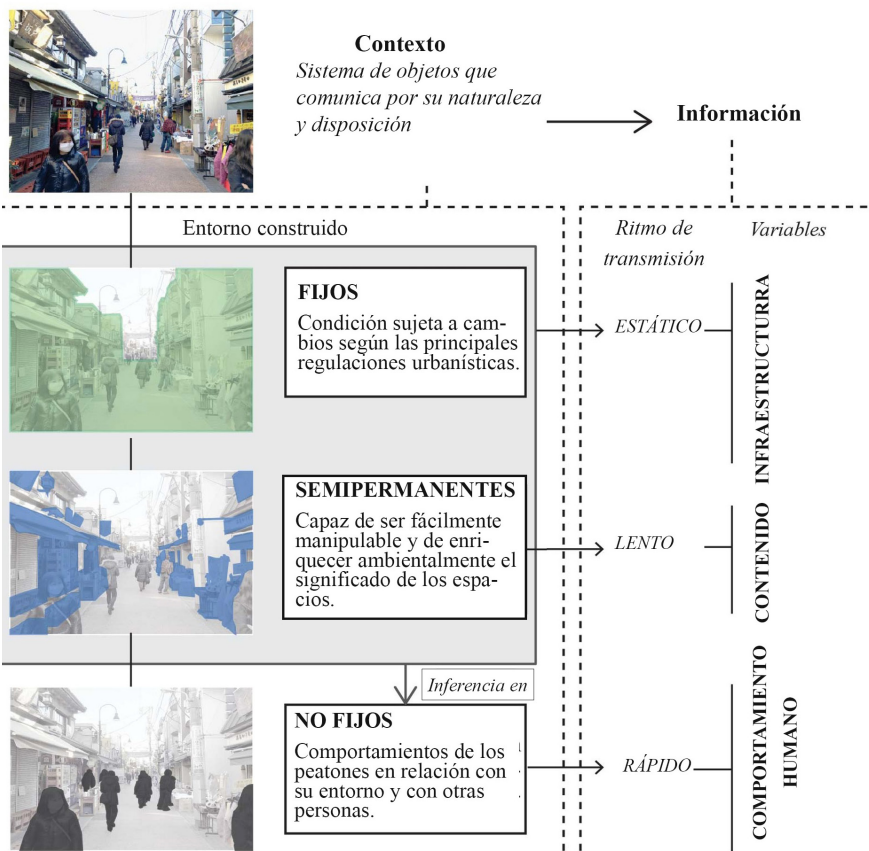 Contexto
Sistema de objetos que
comunica por su naturaleza
y disposición
Información
Entorno construido
Ritmo de
transmisión
Variables
FIJOS
Condición sujeta a cam-
bios según las principales
regulaciones urbanísticas.
ESTÁTICO
INFRAESTRUCTURRA
SEMIPERMANENTES
Capaz de ser fácilmente
manipulable y de enri-
quecer ambientalmente el
significado de los espa-
cios.
LENTO
CONTENIDO
Inferencia en
NO FIJOS
Comportamientos de los
peatones en relación con
su entorno y con otras
personas.
RÁPIDO
COMPORTAMIENTO
HUMANO